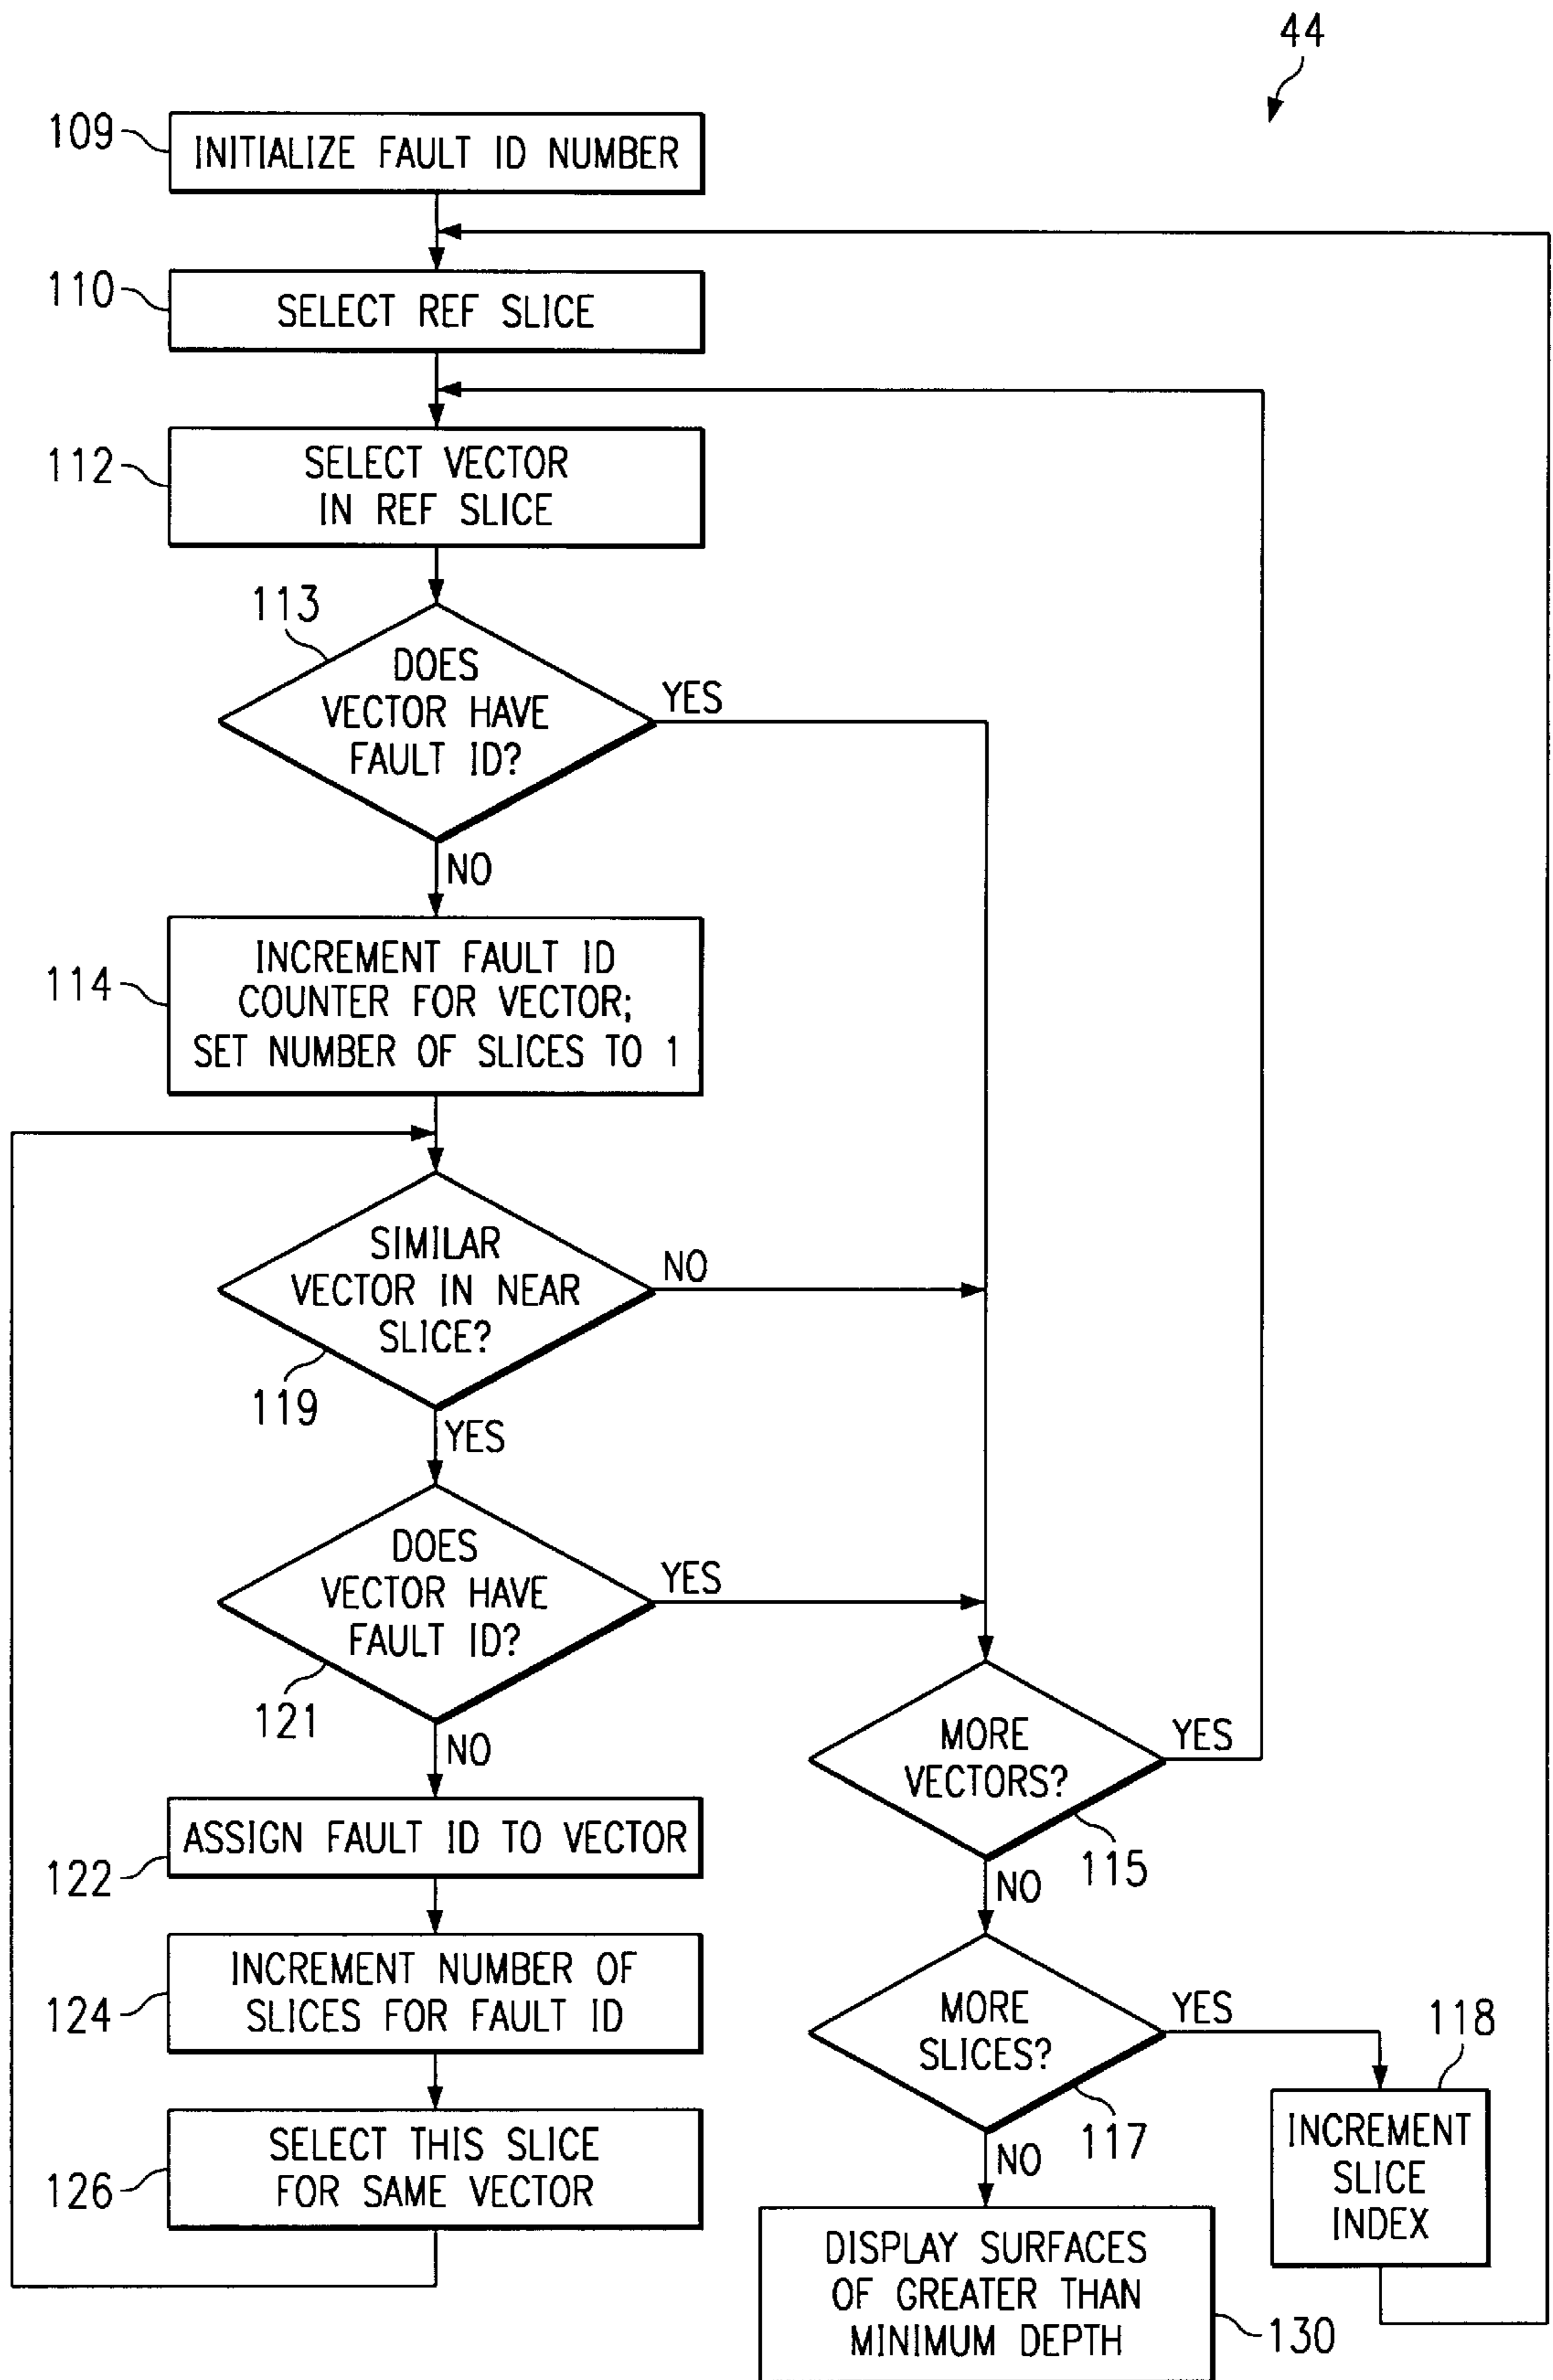 44
109
INITIALIZE FAULT ID NUMBER
110
SELECT REF SLICE
112
SELECT VECTOR
IN REF SLICE
113
DOES
VECTOR HAVE
FAULT ID?
YES
NO
114
INCREMENT FAULT ID
COUNTER FOR VECTOR;
SET NUMBER OF SLICES TO 1
SIMILAR
VECTOR IN NEAR
SLICE?
NO
119
YES
DOES
VECTOR HAVE
FAULT ID?
YES
121
NO
MORE
VECTORS?
YES
115
NO
122
ASSIGN FAULT ID TO VECTOR
124
INCREMENT NUMBER OF
SLICES FOR FAULT ID
MORE
SLICES?
YES
117
NO
118
INCREMENT
SLICE
INDEX
126
SELECT THIS SLICE
FOR SAME VECTOR
DISPLAY SURFACES
OF GREATER THAN
MINIMUM DEPTH
130